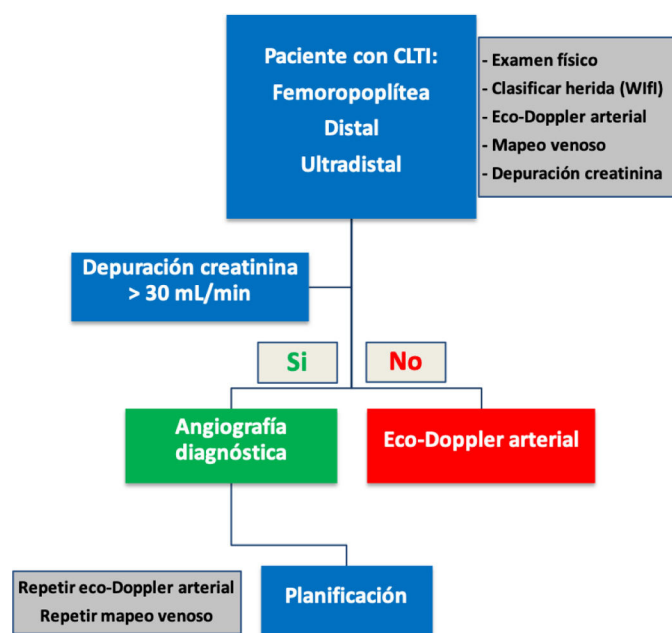 Paciente con CLTI:
Femoropoplítea
Distal
Ultradistal
- Examen físico
- Clasificar herida (WIfI)
- Eco-Doppler arterial
- Mapeo venoso
- Depuración creatinina
Depuración creatinina
> 30 mL/min
Si
No
Angiografía
diagnóstica
Eco-Doppler arterial
Repetir eco-Doppler arterial
Repetir mapeo venoso
Planificación